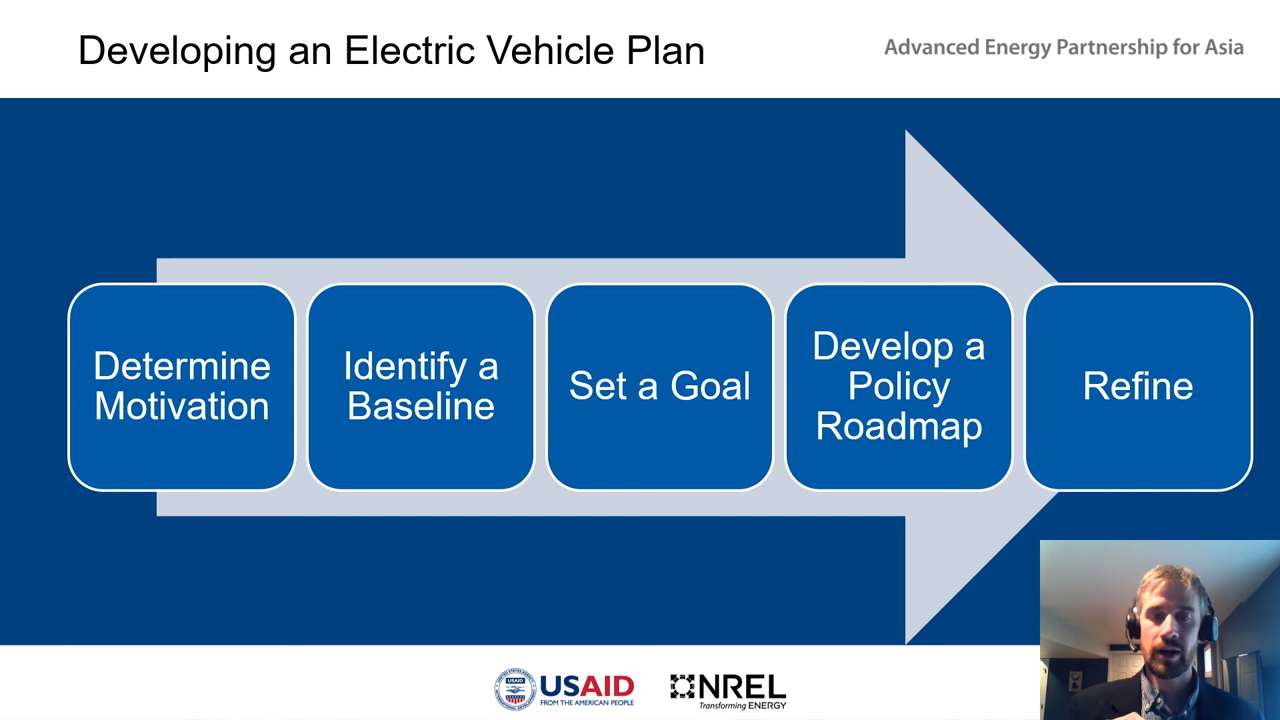 Developing an Electric Vehicle Plan
Advanced Energy Partnership for Asia
Determine
Motivation
Identify a
Baseline
Set a Goal
Develop a
Policy
Roadmap
Refine
USAID
USAID
FROM THE AMERICAN PEOPLE
NREL
Transforming ENERGY